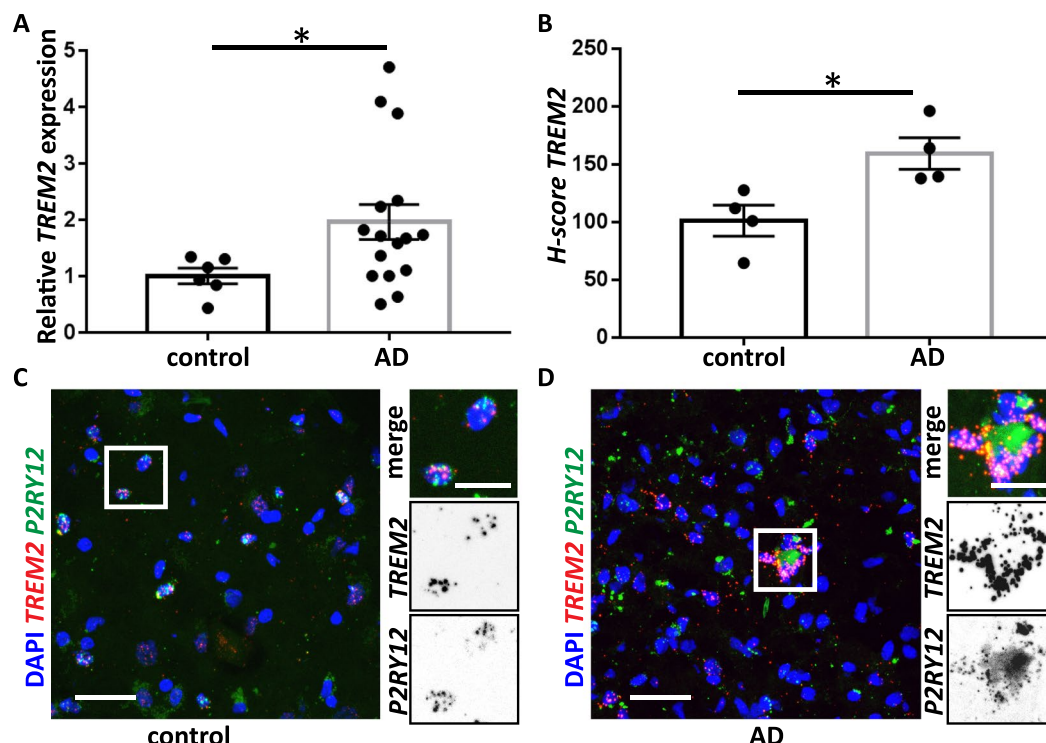 A
Relative TREM2 expression
5
4
3
2
1
0
*
control
AD
B
H-score TREM2
250
200
150
100
50
0
*
control
AD
C
DAPI TREM2 P2RY12
merge
TREM2
P2RY12
control
D
DAPI TREM2 P2RY12
merge
TREM2
P2RY12
AD